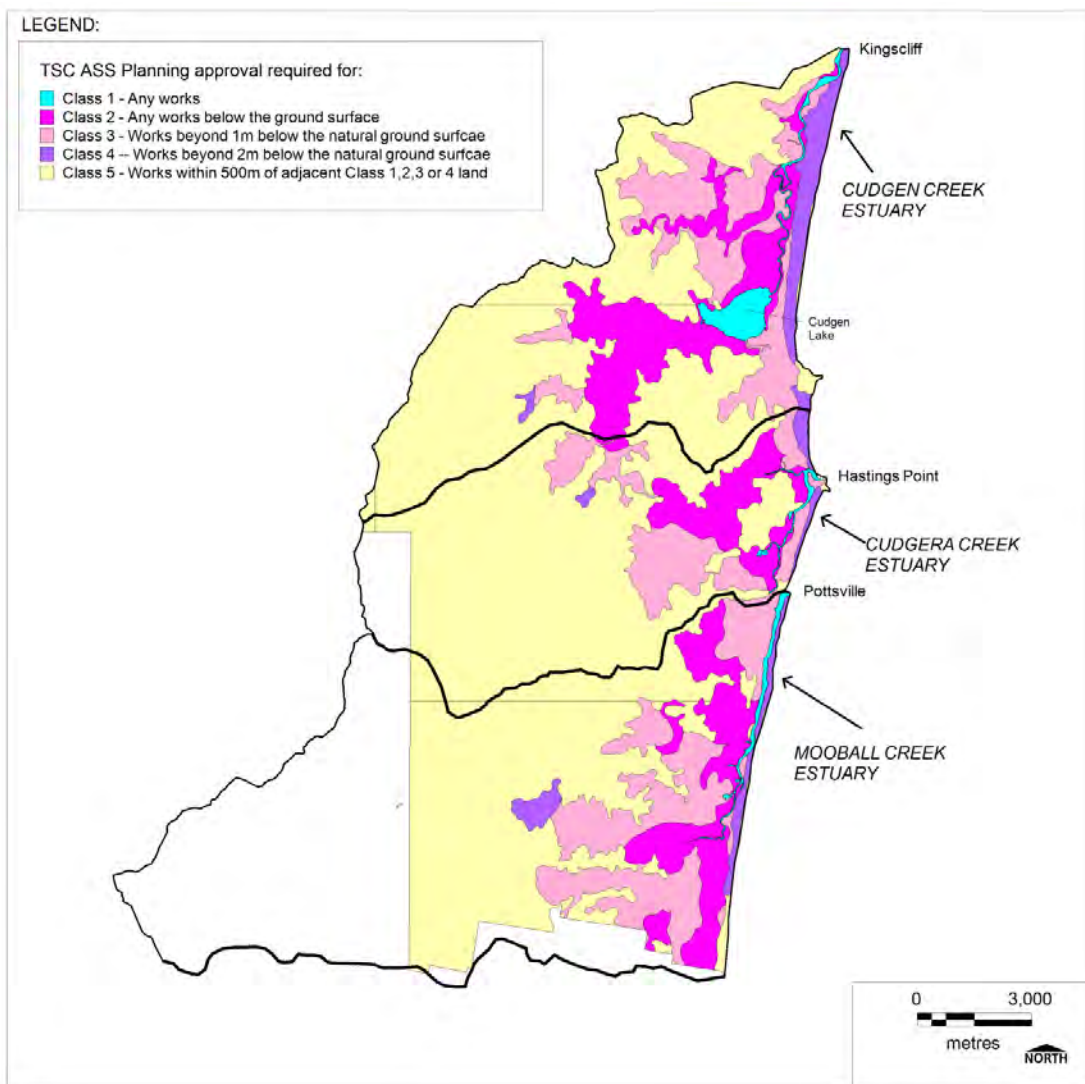 LEGEND:
TSC ASS Planning approval required for:
Class 1 - Any works
Class 2 - Any works below the ground surface
Class 3 - Works beyond 1m below the natural ground surfcae
Class 4 -- Works beyond 2m below the natural ground surfcae
Class 5 - Works within 500m of adjacent Class 1,2,3 or 4 land
Kingscliff
CUDGEN CREEK
ESTUARY
Cudgen
Lake
Hastings Point
CUDGERA CREEK
ESTUARY
Pottsville
MOOBALL CREEK
ESTUARY
0 3,000
metres
NORTH